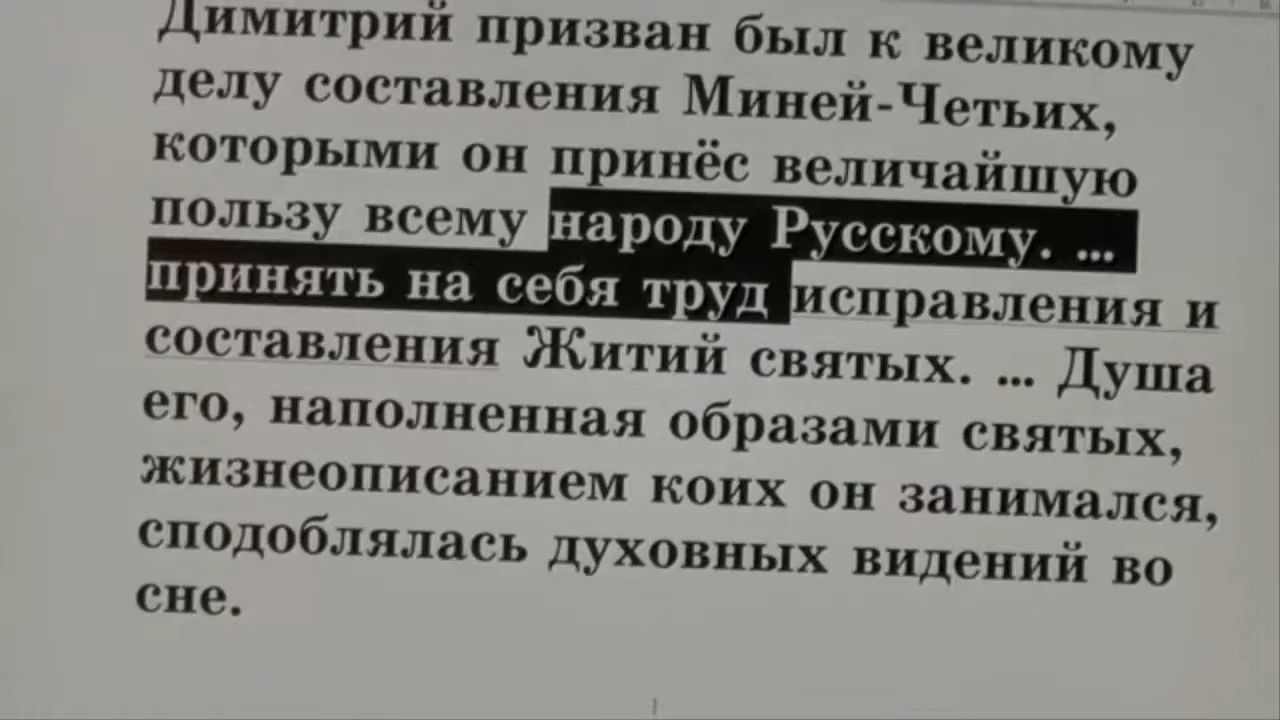 Димитрий призван был к великому
делу составления Миней-Четьих,
которыми он принёс величайшую
пользу всему народу Русскому. ...
принять на себя труд исправления и
составления Житий святых. ... Душа
его, наполненная образами святых,
жизнеописанием коих он занимался,
сподоблялась духовных видений во
сне.